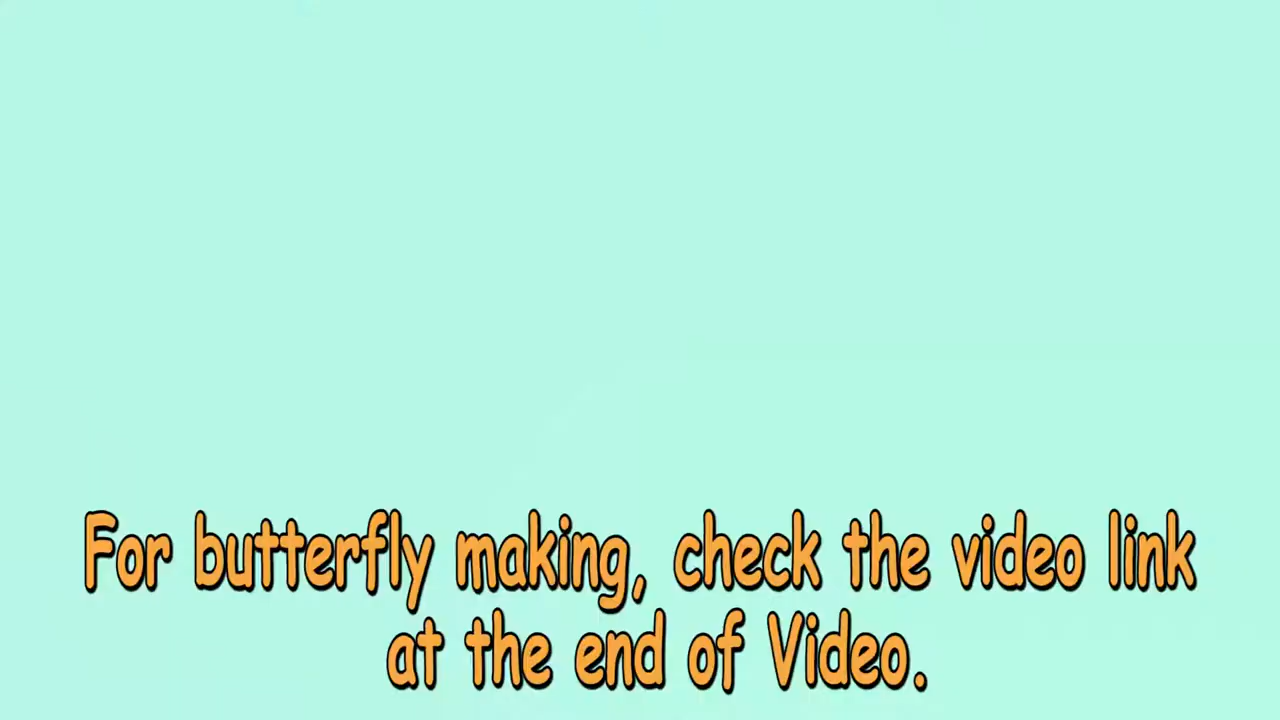 For butterfly making, check the video link
at the end of Video.